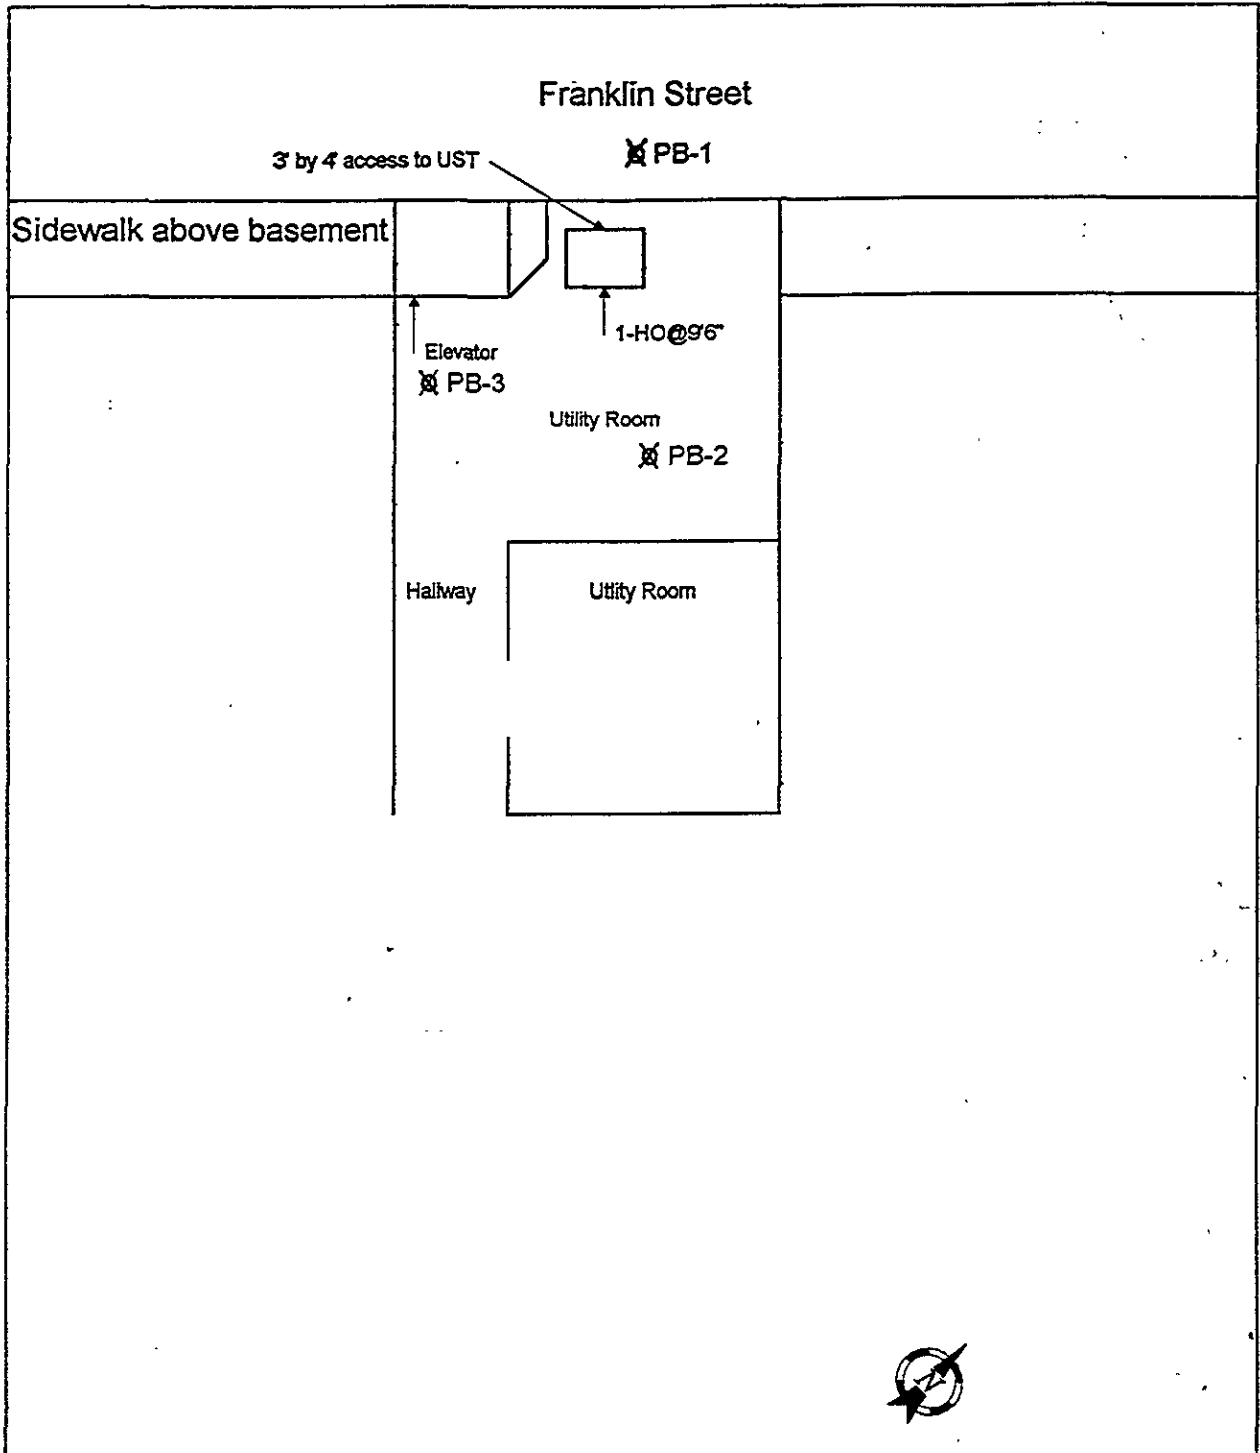 Franklin Street
PB-1
3' by 4' access to UST
Sidewalk above basement
1-HO@9'6"
Elevator
PB-3
Utility Room
PB-2
Hallway
Utlity Room
N